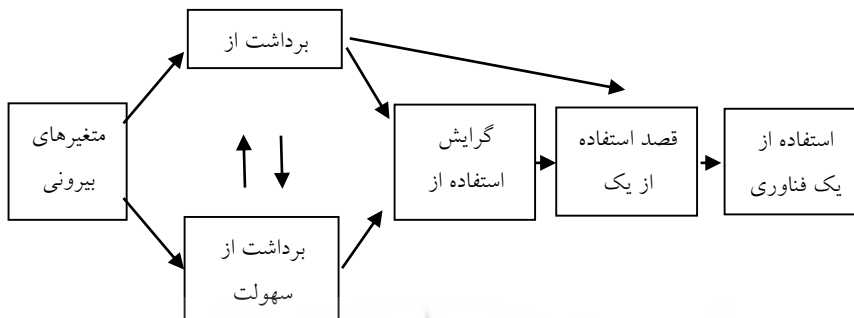 برداشت از
متغیرهای
بیرونی
گرایش
استفاده از
قصد استفاده
از یک
استفاده از
یک فناوری
برداشت از
سهولت